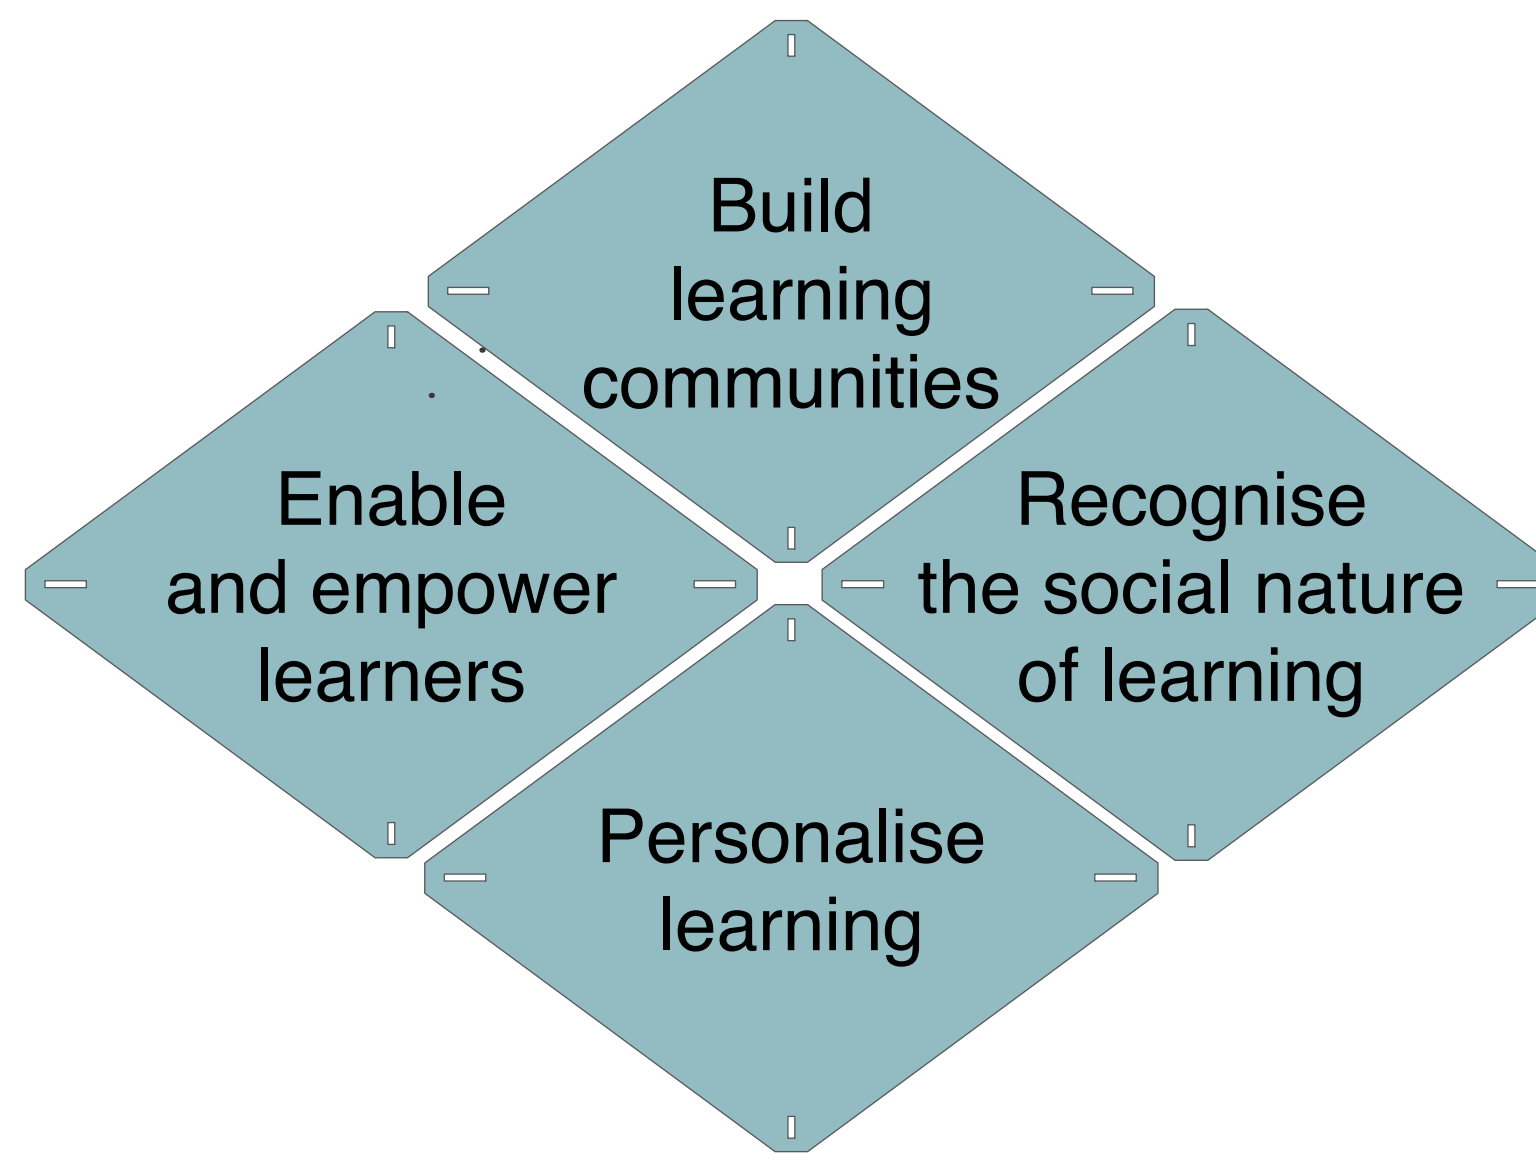 Build
learning
communities
Enable
and empower
learners
Recognise
the social nature
of learning
Personalise
learning